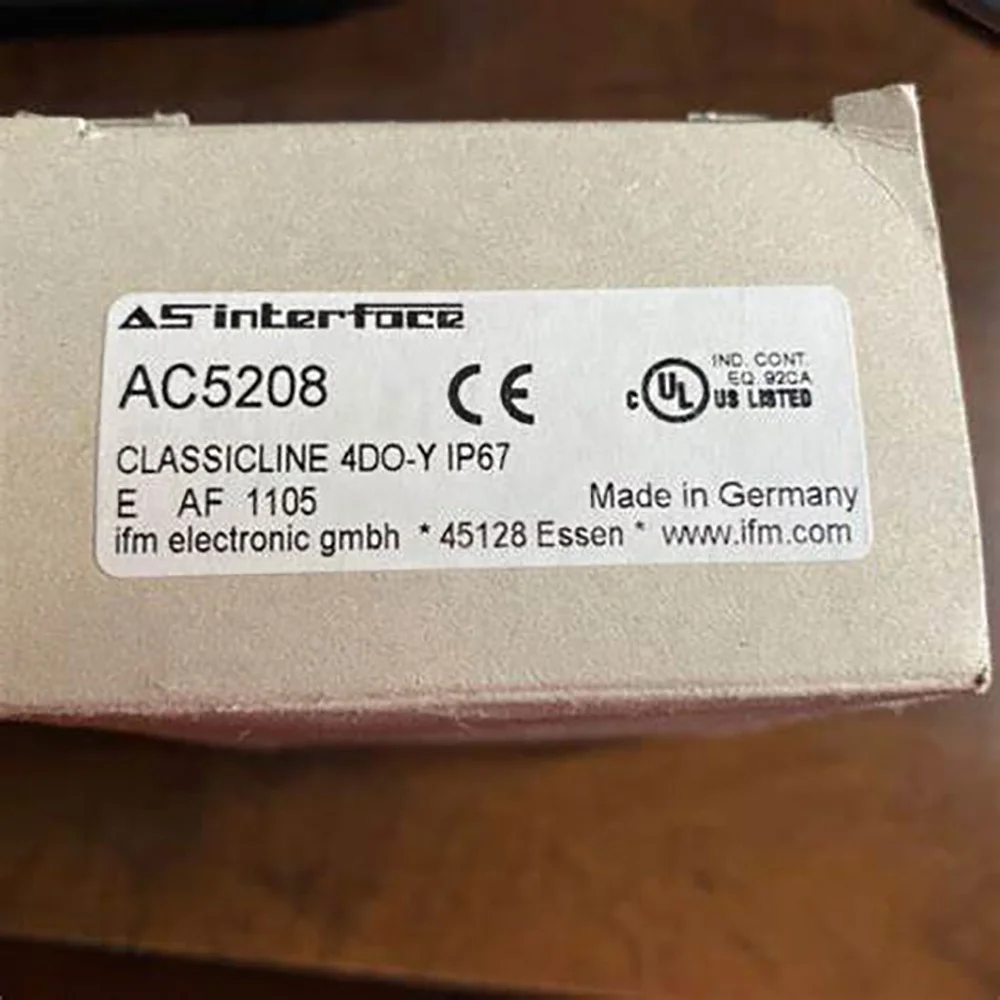 AS interface
AC5208
CE
IND. CONT.
EQ. 92CA
c UL US LISTED
CLASSICLINE 4DO-Y IP67
E AF 1105
Made in Germany
ifm electronic gmbh * 45128 Essen * www.ifm.com